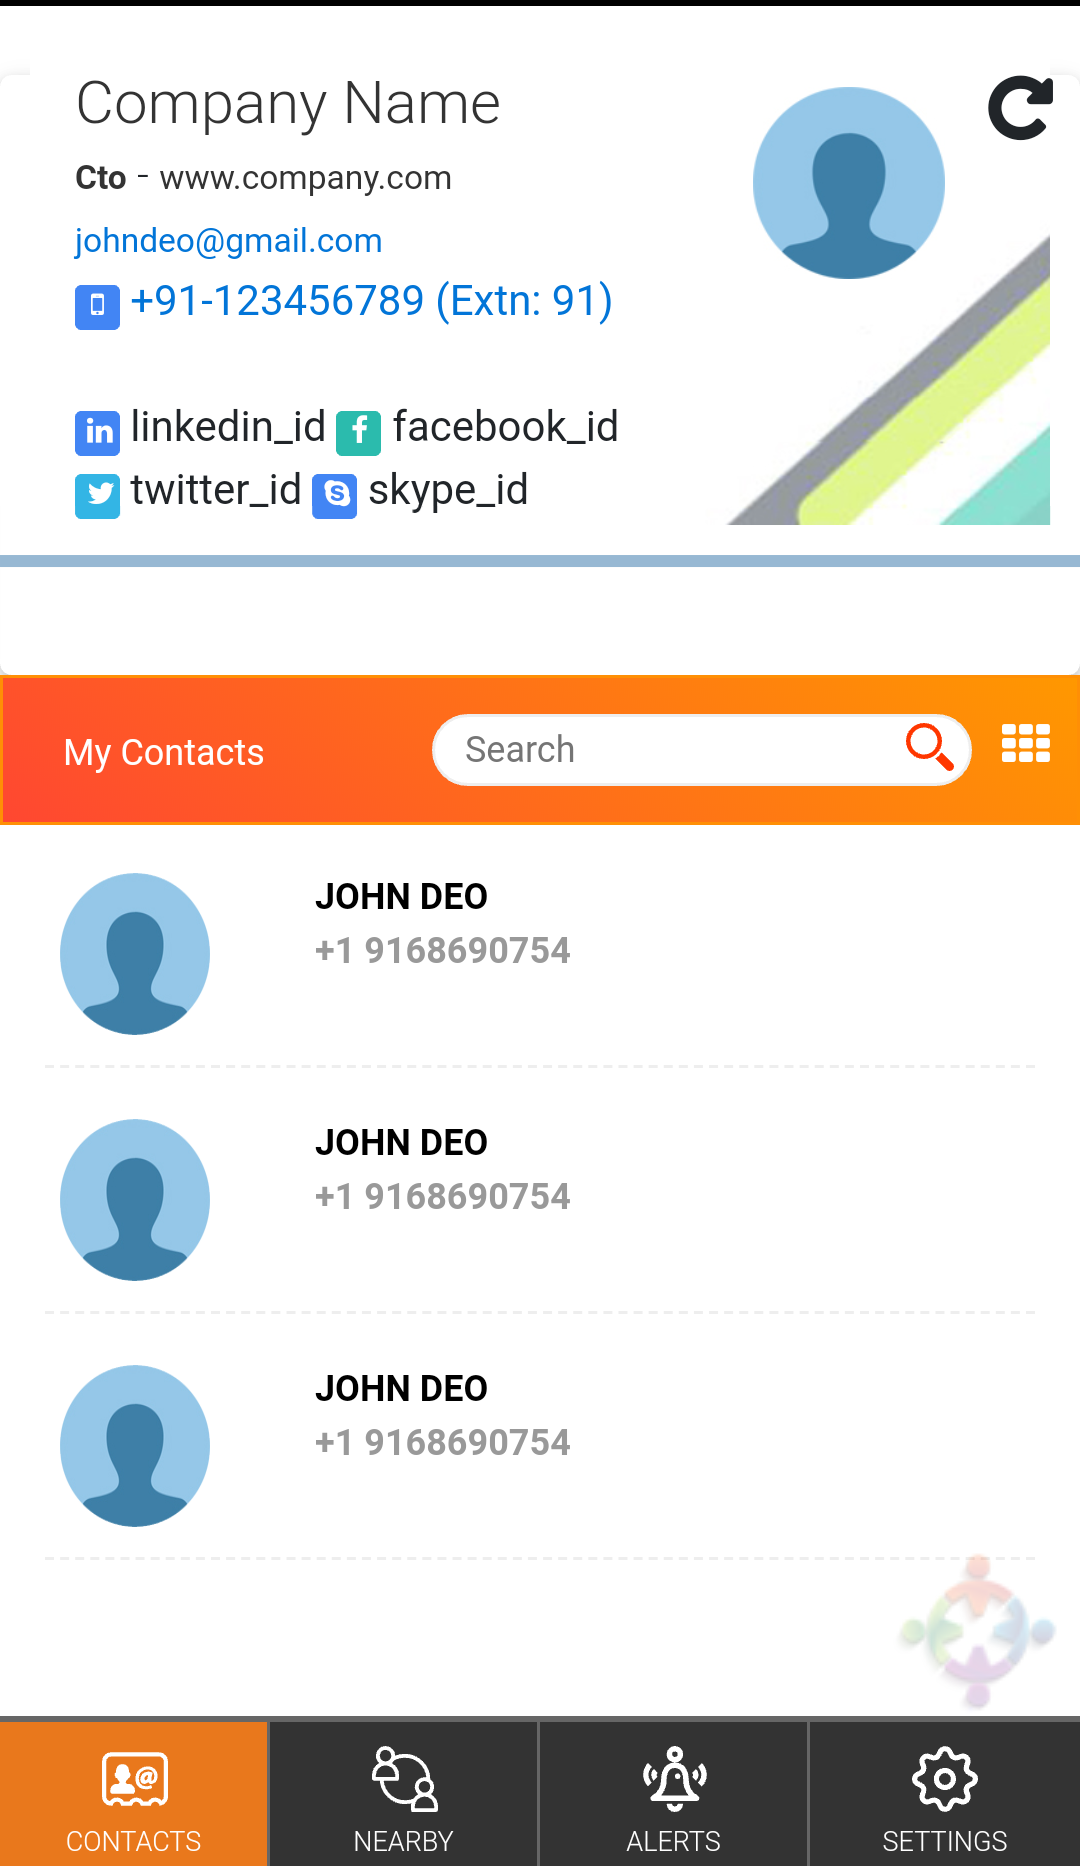 Company Name
Cto - www.company.com
johndeo@gmail.com
+91-123456789 (Extn: 91)
linkedin_id facebook_id
twitter_id skype_id
My Contacts Search
JOHN DEO
+1 9168690754
JOHN DEO
+1 9168690754
JOHN DEO
+1 9168690754
CONTACTS NEARBY ALERTS SETTINGS